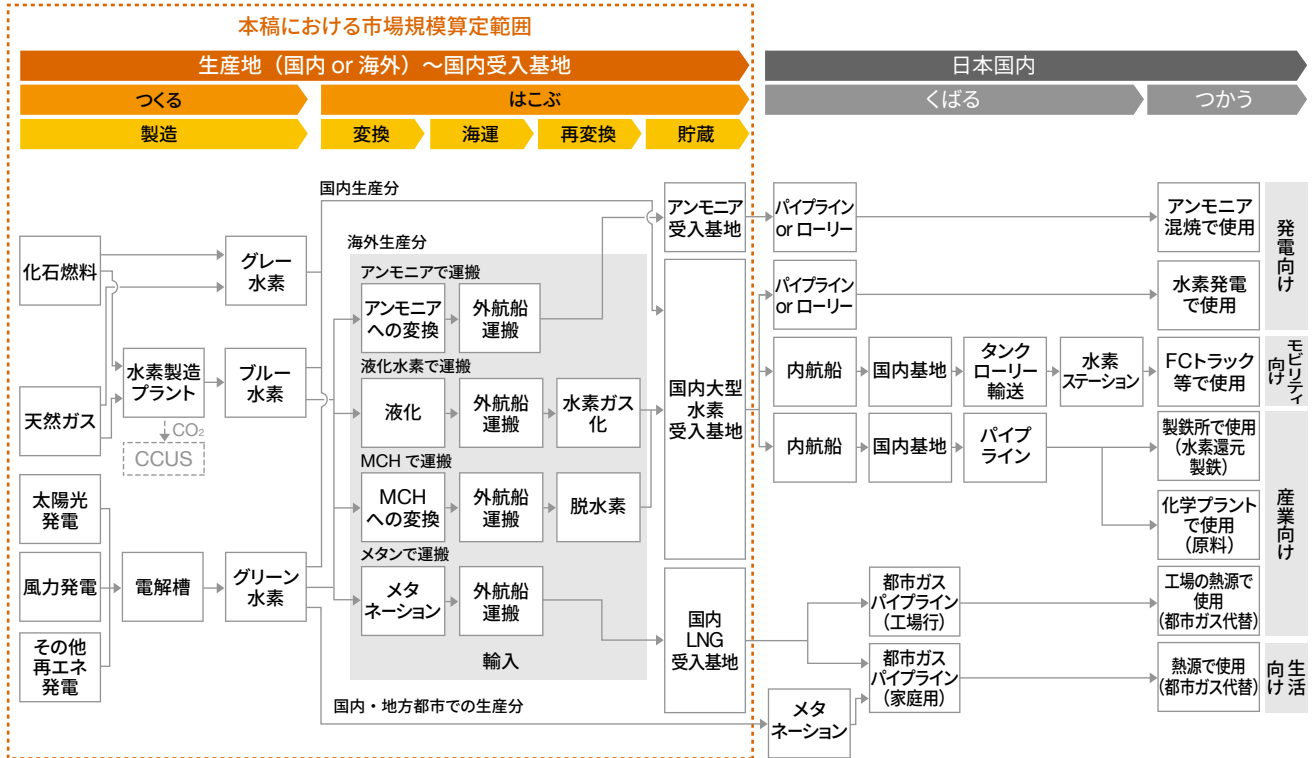 本稿における市場規模算定範囲
生産地（国内 or 海外）～国内受入基地
日本国内
つくる
はこぶ
くばる
つかう
製造
変換
海運
再変換
貯蔵
国内生産分
海外生産分
化石燃料
天然ガス
太陽光
発電
風力発電
その他
再エネ
発電
水素製造
プラント
CO₂
CCUS
電解槽
グレー
水素
ブルー
水素
グリーン
水素
アンモニアで運搬
アンモニア
への変換
外航船
運搬
液化水素で運搬
液化
外航船
運搬
水素ガス
化
MCH で運搬
MCH
への変換
外航船
運搬
脱水素
メタンで運搬
メタ
ネーション
外航船
運搬
輸入
国内・地方都市での生産分
アンモニア
受入基地
国内大型
水素
受入基地
国内
LNG
受入基地
パイプライン
or ローリー
アンモニア
混焼で使用
パイプライン
or ローリー
水素発電
で使用
内航船
国内基地
タンク
ローリー
輸送
水素
ステーション
FCトラック
等で使用
内航船
国内基地
パイプ
ライン
製鉄所で使用
（水素還元
製鉄）
化学プラント
で使用
（原料）
都市ガス
パイプライン
（工場行）
工場の熱源で
使用
（都市ガス代替）
都市ガス
パイプライン
（家庭用）
熱源で使用
（都市ガス代替）
メタ
ネーション
発電向け
モビリティ
向け
産業向け
生活
向け